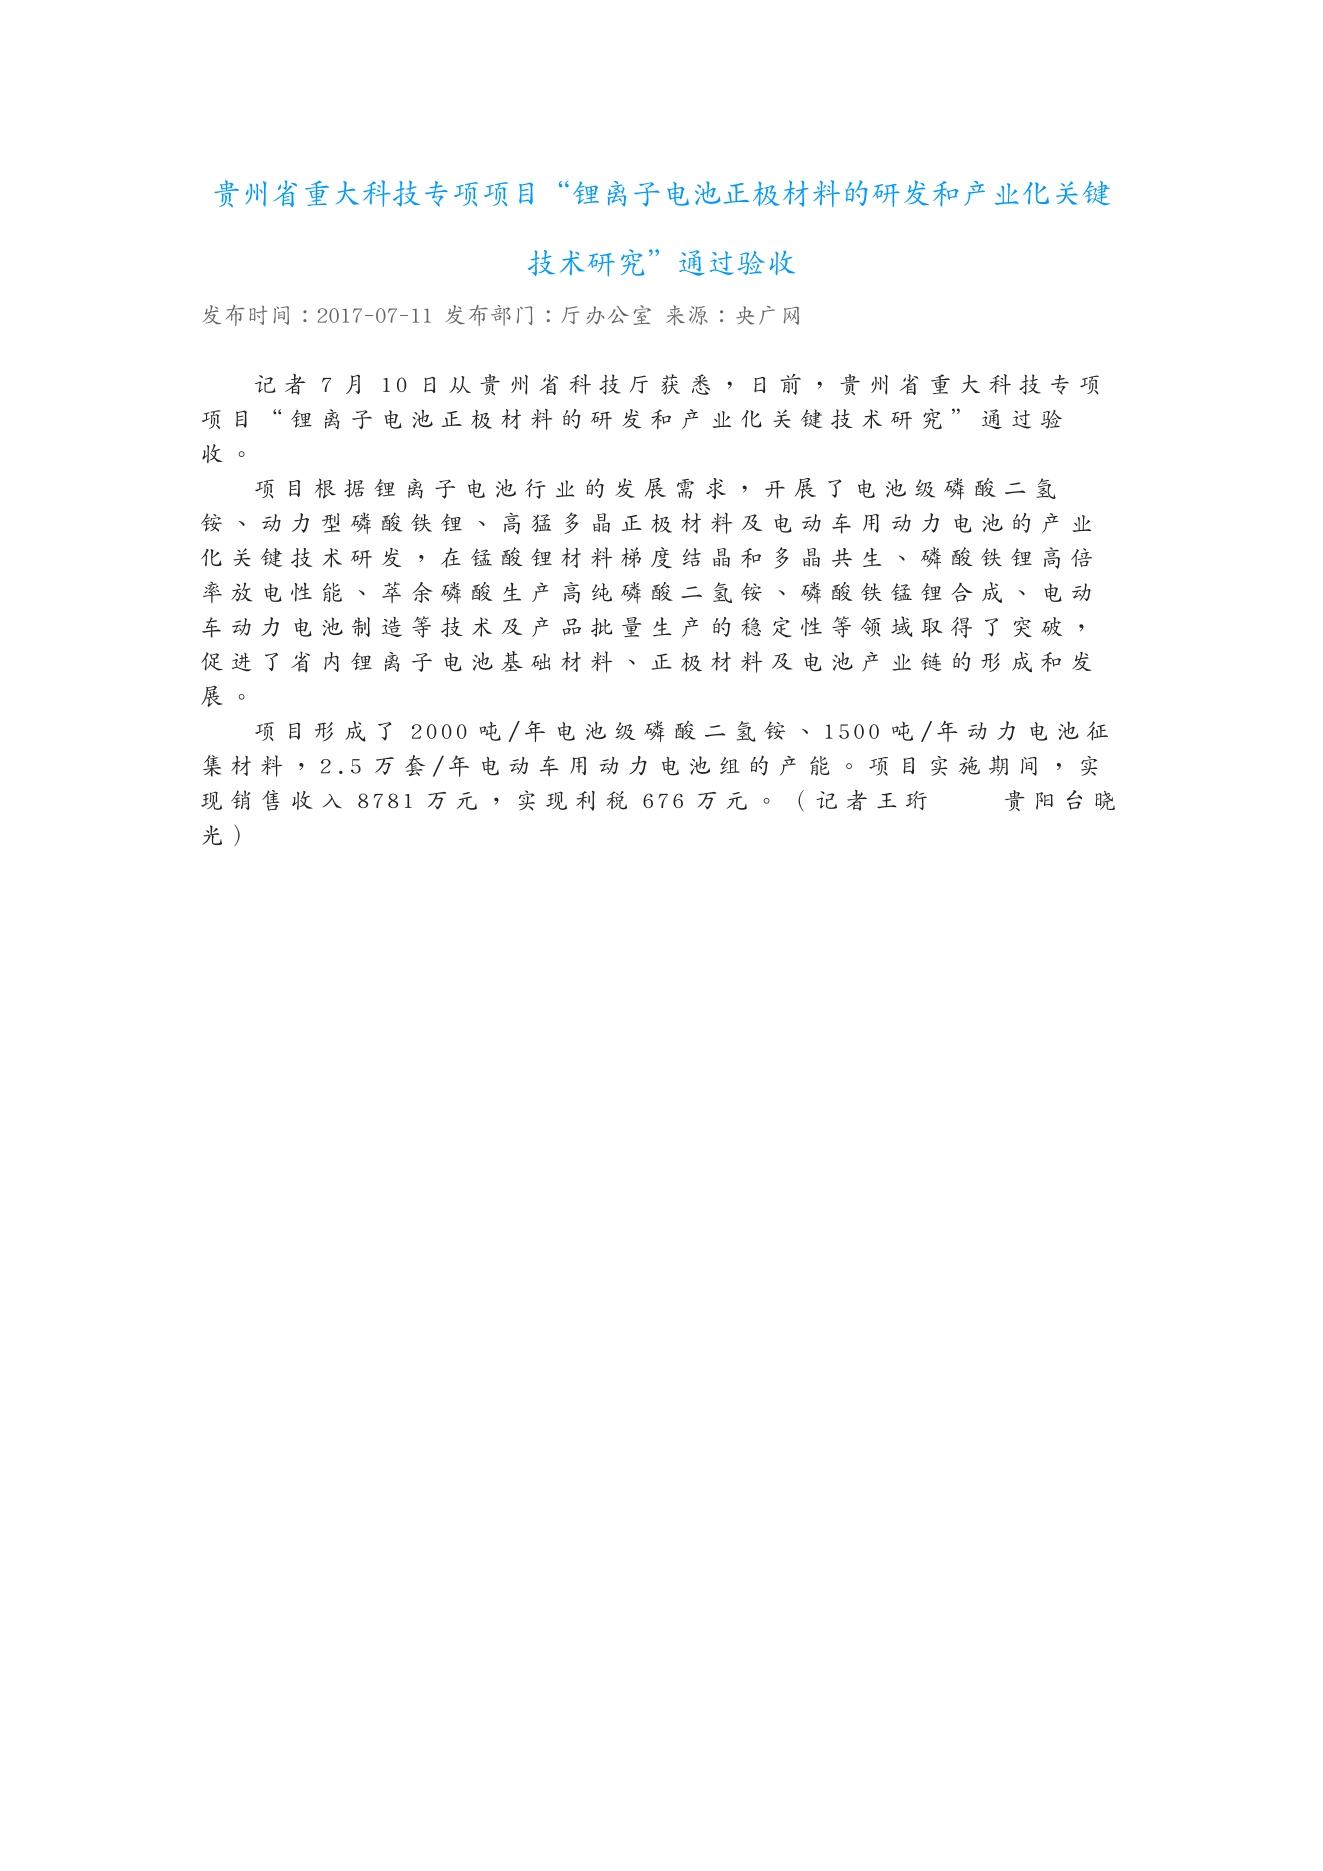 贵州省重大科技专项项目“锂离子电池正极材料的研发和产业化关键
技术研究”通过验收
发布时间：2017-07-11 发布部门：厅办公室 来源：央广网
记者 7 月 10 日从贵州省科技厅获悉，日前，贵州省重大科技专项
项目“锂离子电池正极材料的研发和产业化关键技术研究”通过验
收。
项目根据锂离子电池行业的发展需求，开展了电池级磷酸二氢
铵、动力型磷酸铁锂、高猛多晶正极材料及电动车用动力电池的产业
化关键技术研发，在锰酸锂材料梯度结晶和多晶共生、磷酸铁锂高倍
率放电性能、萃余磷酸生产高纯磷酸二氢铵、磷酸铁锰锂合成、电动
车动力电池制造等技术及产品批量生产的稳定性等领域取得了突破，
促进了省内锂离子电池基础材料、正极材料及电池产业链的形成和发
展。
项目形成了 2000 吨/年电池级磷酸二氢铵、1500 吨/年动力电池征
集材料，2.5 万套/年电动车用动力电池组的产能。项目实施期间，实
现销售收入 8781 万元，实现利税 676 万元。（记者王珩 贵阳台晓
光）